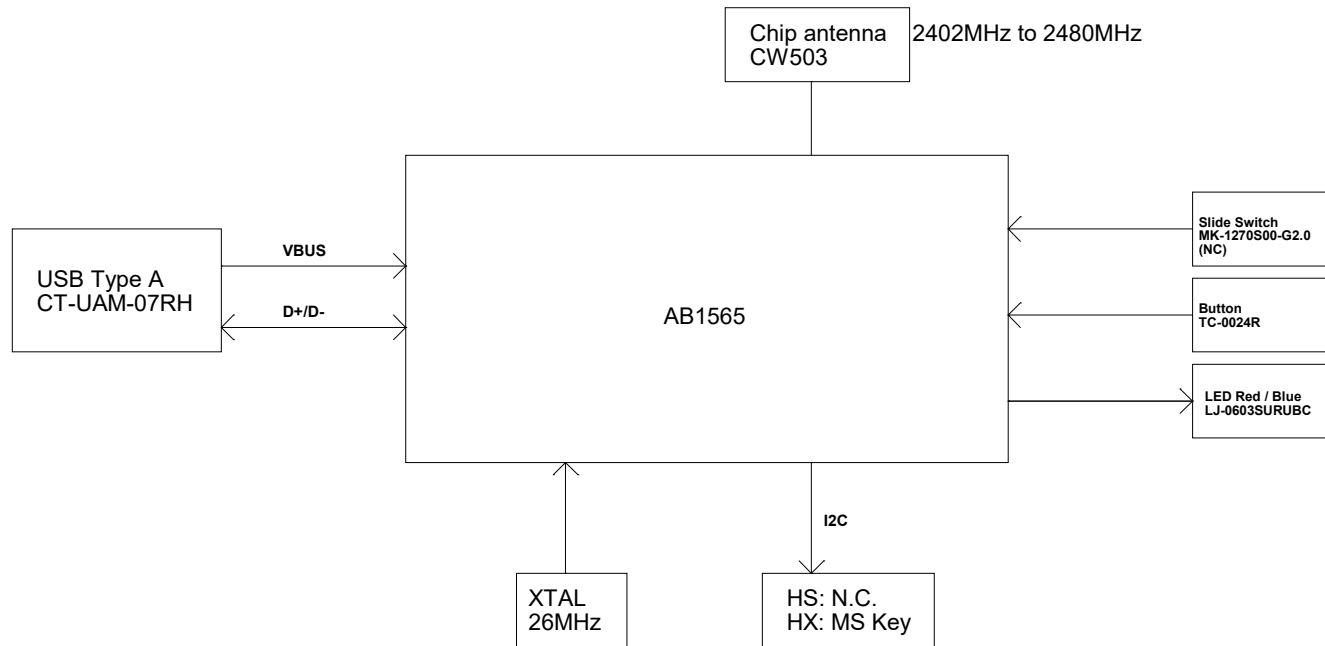 Chip antenna
CW503
2402MHz to 2480MHz
USB Type A
CT-UAM-07RH
VBUS
D+/D-
AB1565
Slide Switch
MK-1270S00-G2.0
(NC)
Button
TC-0024R
LED Red / Blue
LJ-0603SURUBC
XTAL
26MHz
I2C
HS: N.C.
HX: MS Key